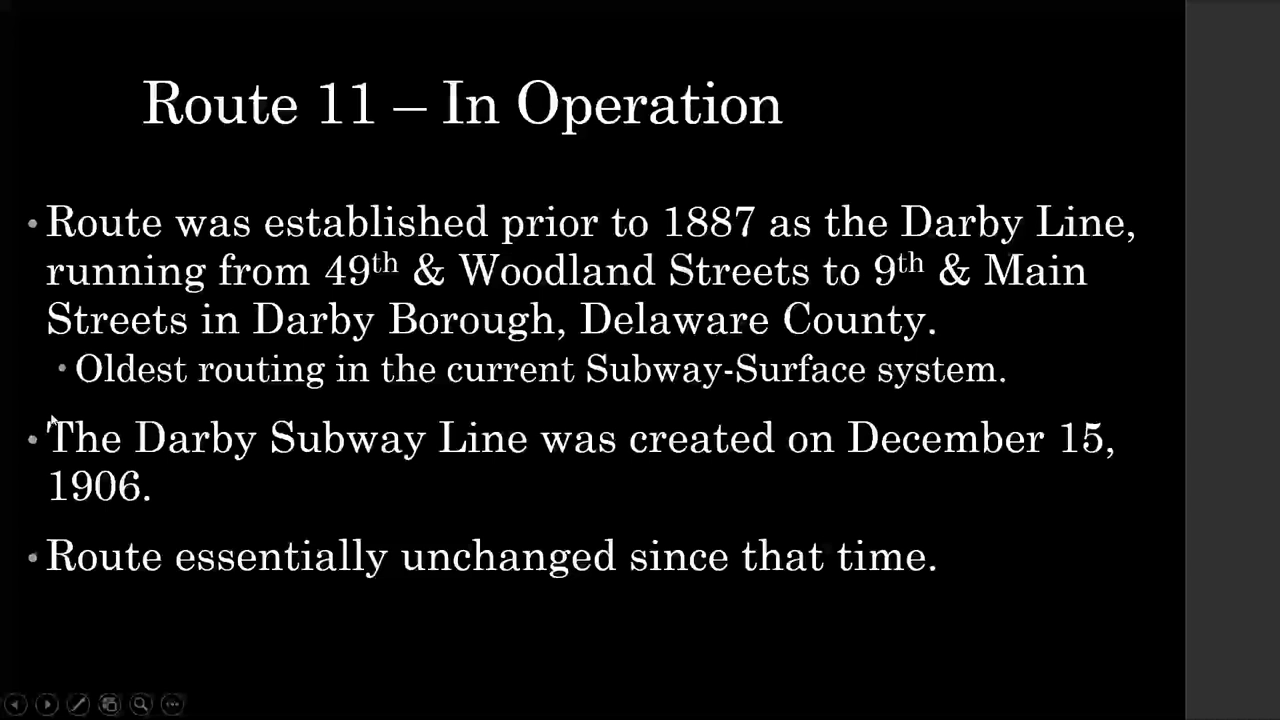 Route 11 – In Operation
• Route was established prior to 1887 as the Darby Line,
running from 49th & Woodland Streets to 9th & Main
Streets in Darby Borough, Delaware County.
• Oldest routing in the current Subway-Surface system.
• The Darby Subway Line was created on December 15,
1906.
• Route essentially unchanged since that time.